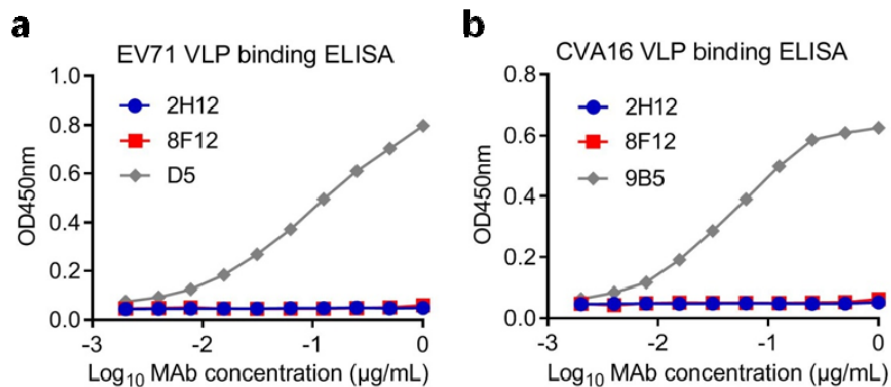 a
EV71 VLP binding ELISA
1.0
0.8
0.6
0.4
0.2
0.0
OD450nm
2H12
8F12
D5
-3
-2
-1
0
Log10 MAb concentration (µg/mL)
b
CVA16 VLP binding ELISA
0.8
0.6
0.4
0.2
0.0
OD450nm
2H12
8F12
9B5
-3
-2
-1
0
Log10 MAb concentration (µg/mL)